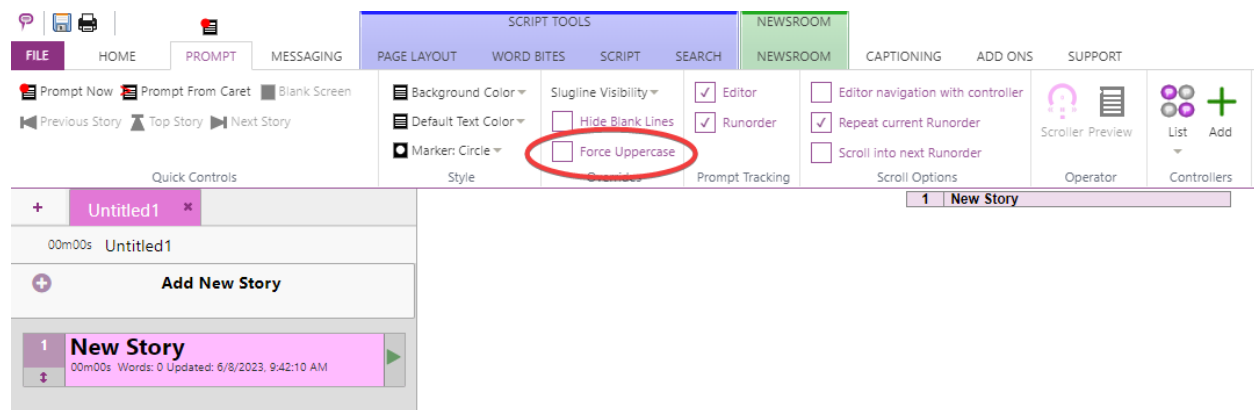 SCRIPT TOOLS NEWSROOM
FILE HOME PROMPT MESSAGING PAGE LAYOUT WORD BITES SCRIPT SEARCH NEWSROOM CAPTIONING ADD ONS SUPPORT
Prompt Now Prompt From Caret Blank Screen Background Color Slugline Visibility Editor Editor navigation with controller
Previous Story Top Story Next Story Default Text Color Hide Blank Lines Runorder Repeat current Runorder Scroller Preview List Add
Marker: Circle Force Uppercase Scroll into next Runorder
Quick Controls Style Overrides Prompt Tracking Scroll Options Operator Controllers
+ Untitled1 × 1 New Story
00m00s Untitled1
Add New Story
1 New Story
00m00s Words: 0 Updated: 6/8/2023, 9:42:10 AM